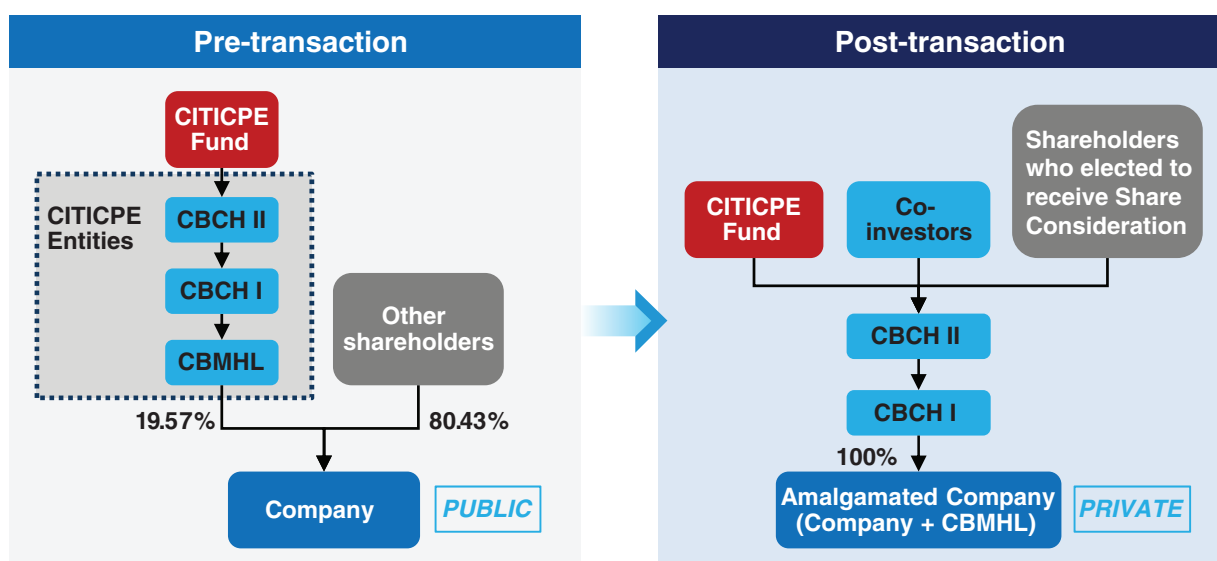 Pre-transaction
CITICPE
Fund
CITICPE
Entities
CBCH II
CBCH I
CBMHL
Other
shareholders
19.57%
80.43%
Company
PUBLIC
Post-transaction
CITICPE
Fund
Co-
investors
Shareholders
who elected to
receive Share
Consideration
CBCH II
CBCH I
100%
Amalgamated Company
(Company + CBMHL)
PRIVATE